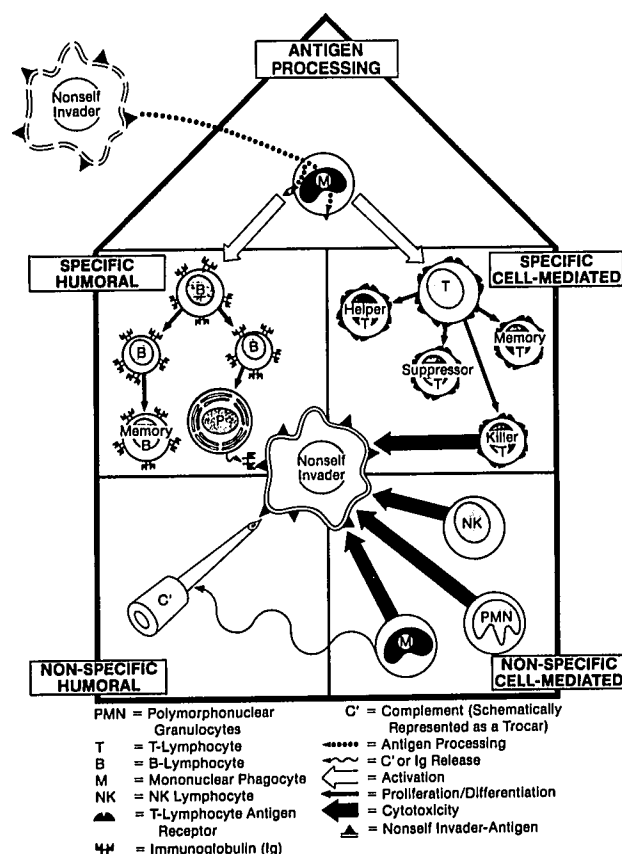 ANTIGEN
PROCESSING
Nonself
Invader
M
SPECIFIC
HUMORAL
SPECIFIC
CELL-MEDIATED
B
T
Helper
T
B
B
Memory
T
Suppressor
T
Memory
B
P
Killer
T
Nonself
Invader
NK
C'
PMN
M
NON-SPECIFIC
HUMORAL
NON-SPECIFIC
CELL-MEDIATED
PMN = Polymorphonuclear
Granulocytes
T = T-Lymphocyte
B = B-Lymphocyte
M = Mononuclear Phagocyte
NK = NK Lymphocyte
= T-Lymphocyte Antigen
Receptor
= Immunoglobulin (Ig)
C' = Complement (Schematically
Represented as a Trocar)
= Antigen Processing
= C' or Ig Release
= Activation
= Proliferation/Differentiation
= Cytotoxicity
= Nonself Invader-Antigen